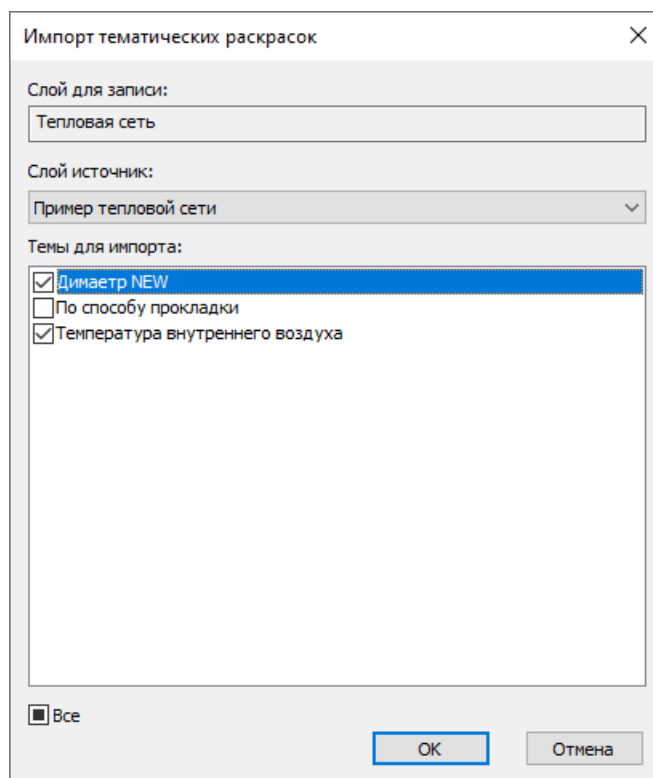 Импорт тематических раскрасок
Слой для записи:
Тепловая сеть
Слой источник:
Пример тепловой сети
Темы для импорта:
Димаетр NEW
По способу прокладки
Температура внутреннего воздуха
Все
OK
Отмена